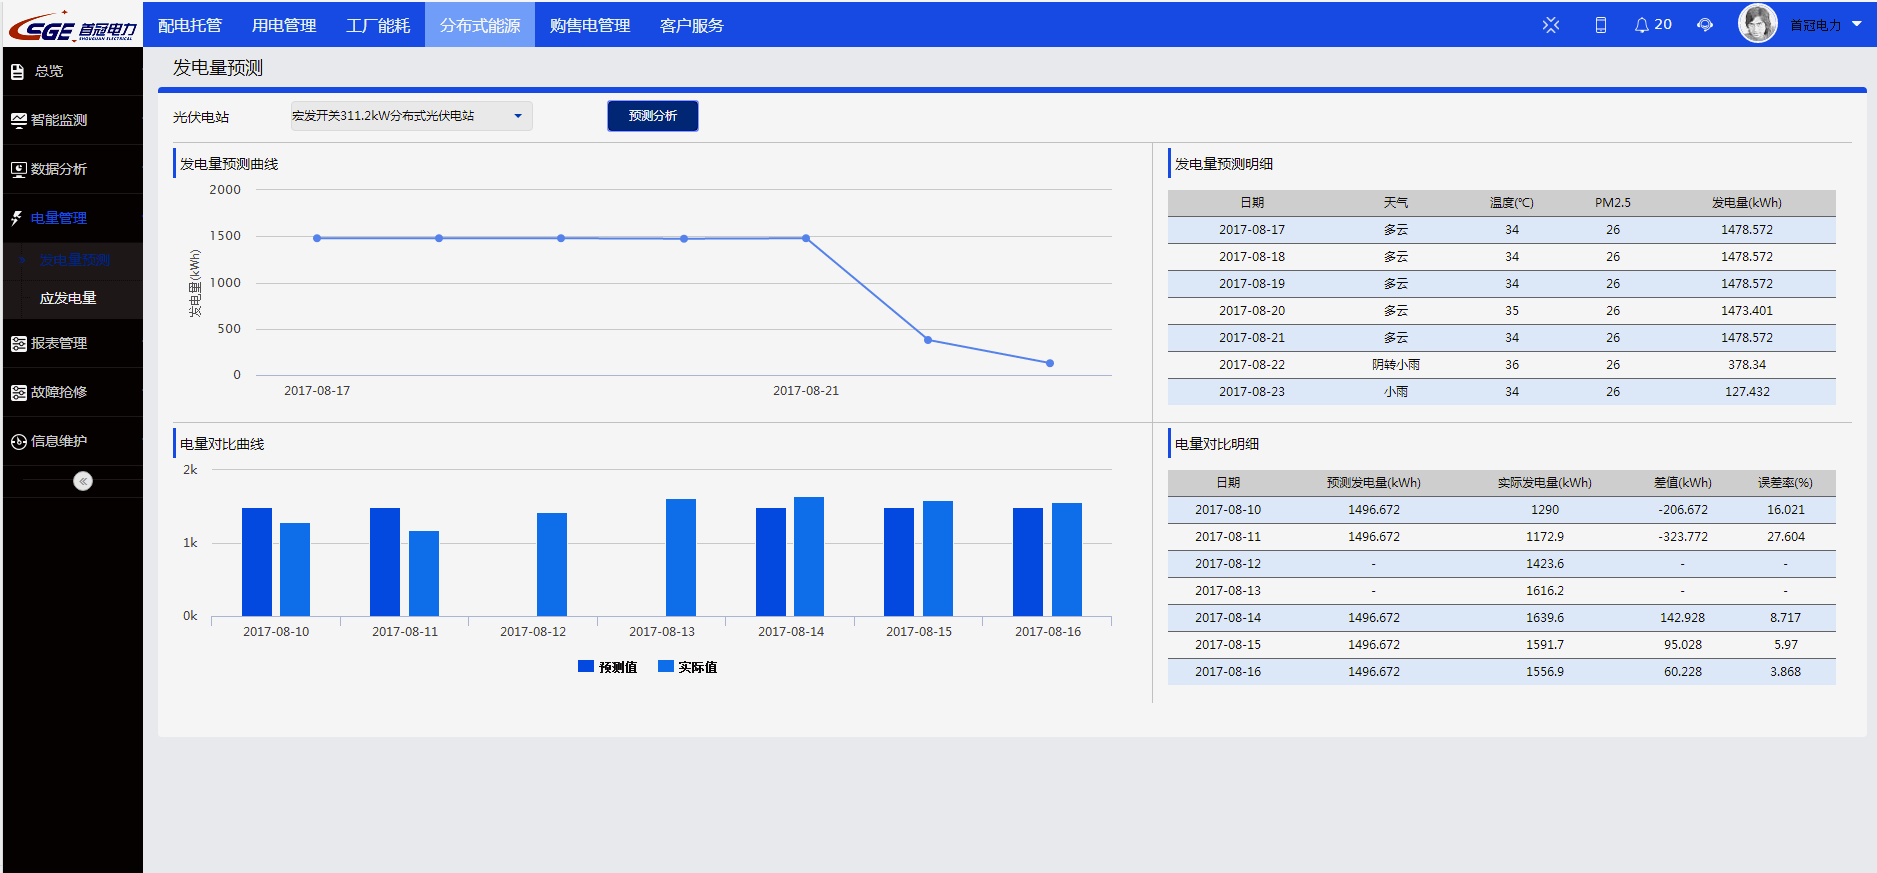 SGE 首冠电力
SHOUGUAN ELECTRICAL
配电托管 用电管理 工厂能耗 分布式能源 购售电管理 客户服务
20 首冠电力
总览
智能监测
数据分析
电量管理
发电量预测
应发电量
报表管理
故障抢修
信息维护
发电量预测
光伏电站 宏发开关311.2kW分布式光伏电站 预测分析
发电量预测曲线
2000
1500
1000
500
0
发电量(kWh)
2017-08-17 2017-08-21
发电量预测明细
日期 天气 温度(℃) PM2.5 发电量(kWh)
2017-08-17 多云 34 26 1478.572
2017-08-18 多云 34 26 1478.572
2017-08-19 多云 34 26 1478.572
2017-08-20 多云 35 26 1473.401
2017-08-21 多云 34 26 1478.572
2017-08-22 阴转小雨 36 26 378.34
2017-08-23 小雨 34 26 127.432
电量对比曲线
2k
1k
0k
2017-08-10 2017-08-11 2017-08-12 2017-08-13 2017-08-14 2017-08-15 2017-08-16
预测值 实际值
电量对比明细
日期 预测发电量(kWh) 实际发电量(kWh) 差值(kWh) 误差率(%)
2017-08-10 1496.672 1290 -206.672 16.021
2017-08-11 1496.672 1172.9 -323.772 27.604
2017-08-12 - 1423.6 - -
2017-08-13 - 1616.2 - -
2017-08-14 1496.672 1639.6 142.928 8.717
2017-08-15 1496.672 1591.7 95.028 5.97
2017-08-16 1496.672 1556.9 60.228 3.868